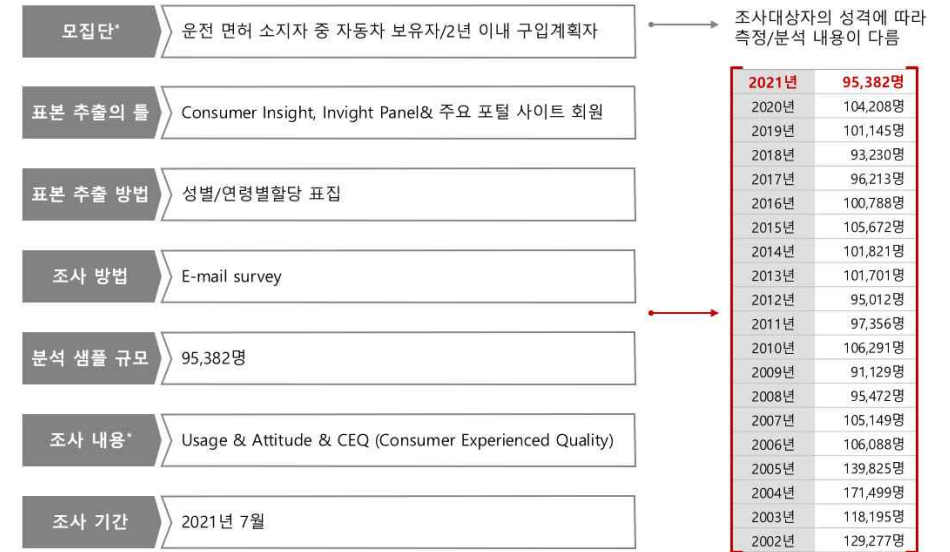 모집단*
운전 면허 소지자 중 자동차 보유자/2년 이내 구입계획자
조사대상자의 성격에 따라
측정/분석 내용이 다름
표본 추출의 틀
Consumer Insight, Invight Panel& 주요 포털 사이트 회원
표본 추출 방법
성별/연령별할당 표집
조사 방법
E-mail survey
분석 샘플 규모
95,382명
조사 내용*
Usage & Attitude & CEQ (Consumer Experienced Quality)
조사 기간
2021년 7월
2021년 95,382명
2020년 104,208명
2019년 101,145명
2018년 93,230명
2017년 96,213명
2016년 100,788명
2015년 105,672명
2014년 101,821명
2013년 101,701명
2012년 95,012명
2011년 97,356명
2010년 106,291명
2009년 91,129명
2008년 95,472명
2007년 105,149명
2006년 106,088명
2005년 139,825명
2004년 171,499명
2003년 118,195명
2002년 129,277명